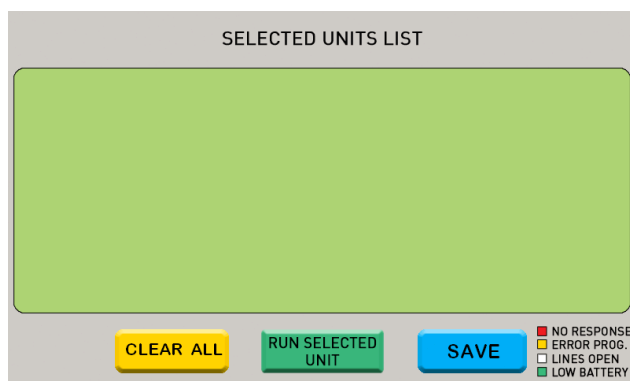 SELECTED UNITS LIST
CLEAR ALL
RUN SELECTED
UNIT
SAVE
NO RESPONSE
ERROR PROG.
LINES OPEN
LOW BATTERY